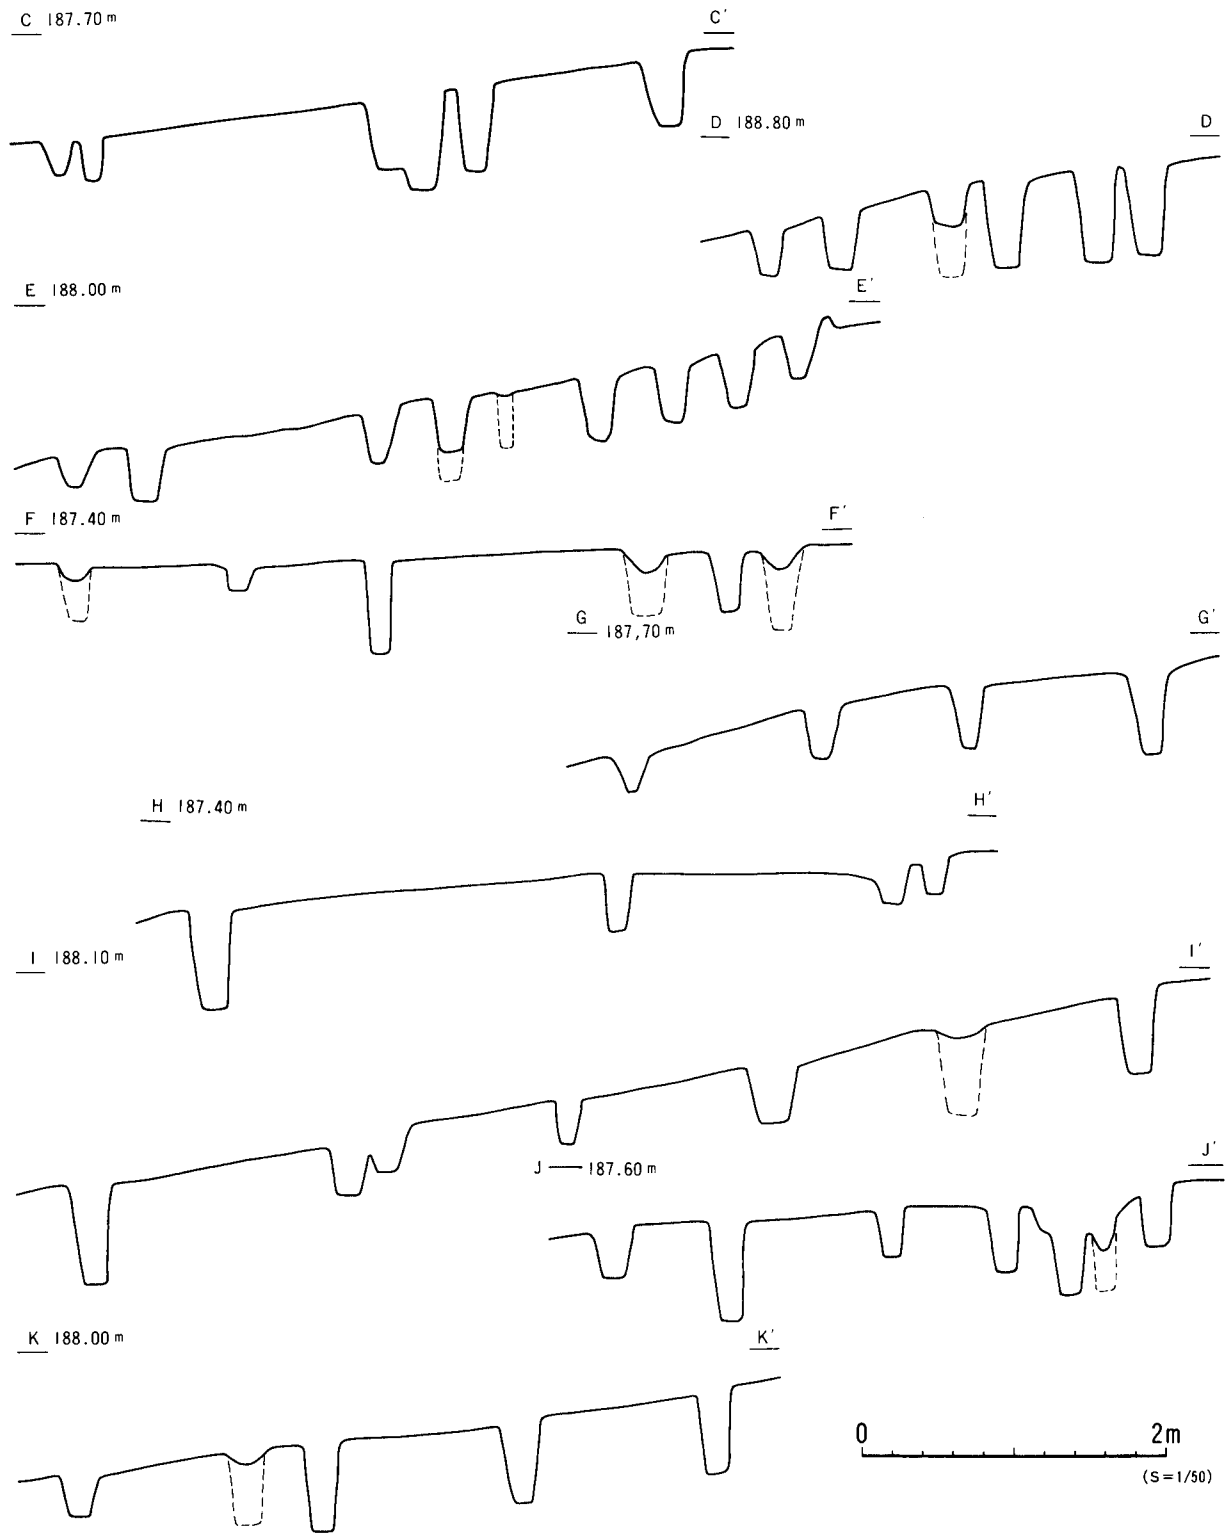 C 187.70 m
C′
D 188.80 m
D
E 188.00 m
E′
F 187.40 m
F′
G 187,70 m
G′
H 187.40 m
H′
I 188.10 m
I′
J 187.60 m
J′
K 188.00 m
K′
0 2m
(S=1/50)